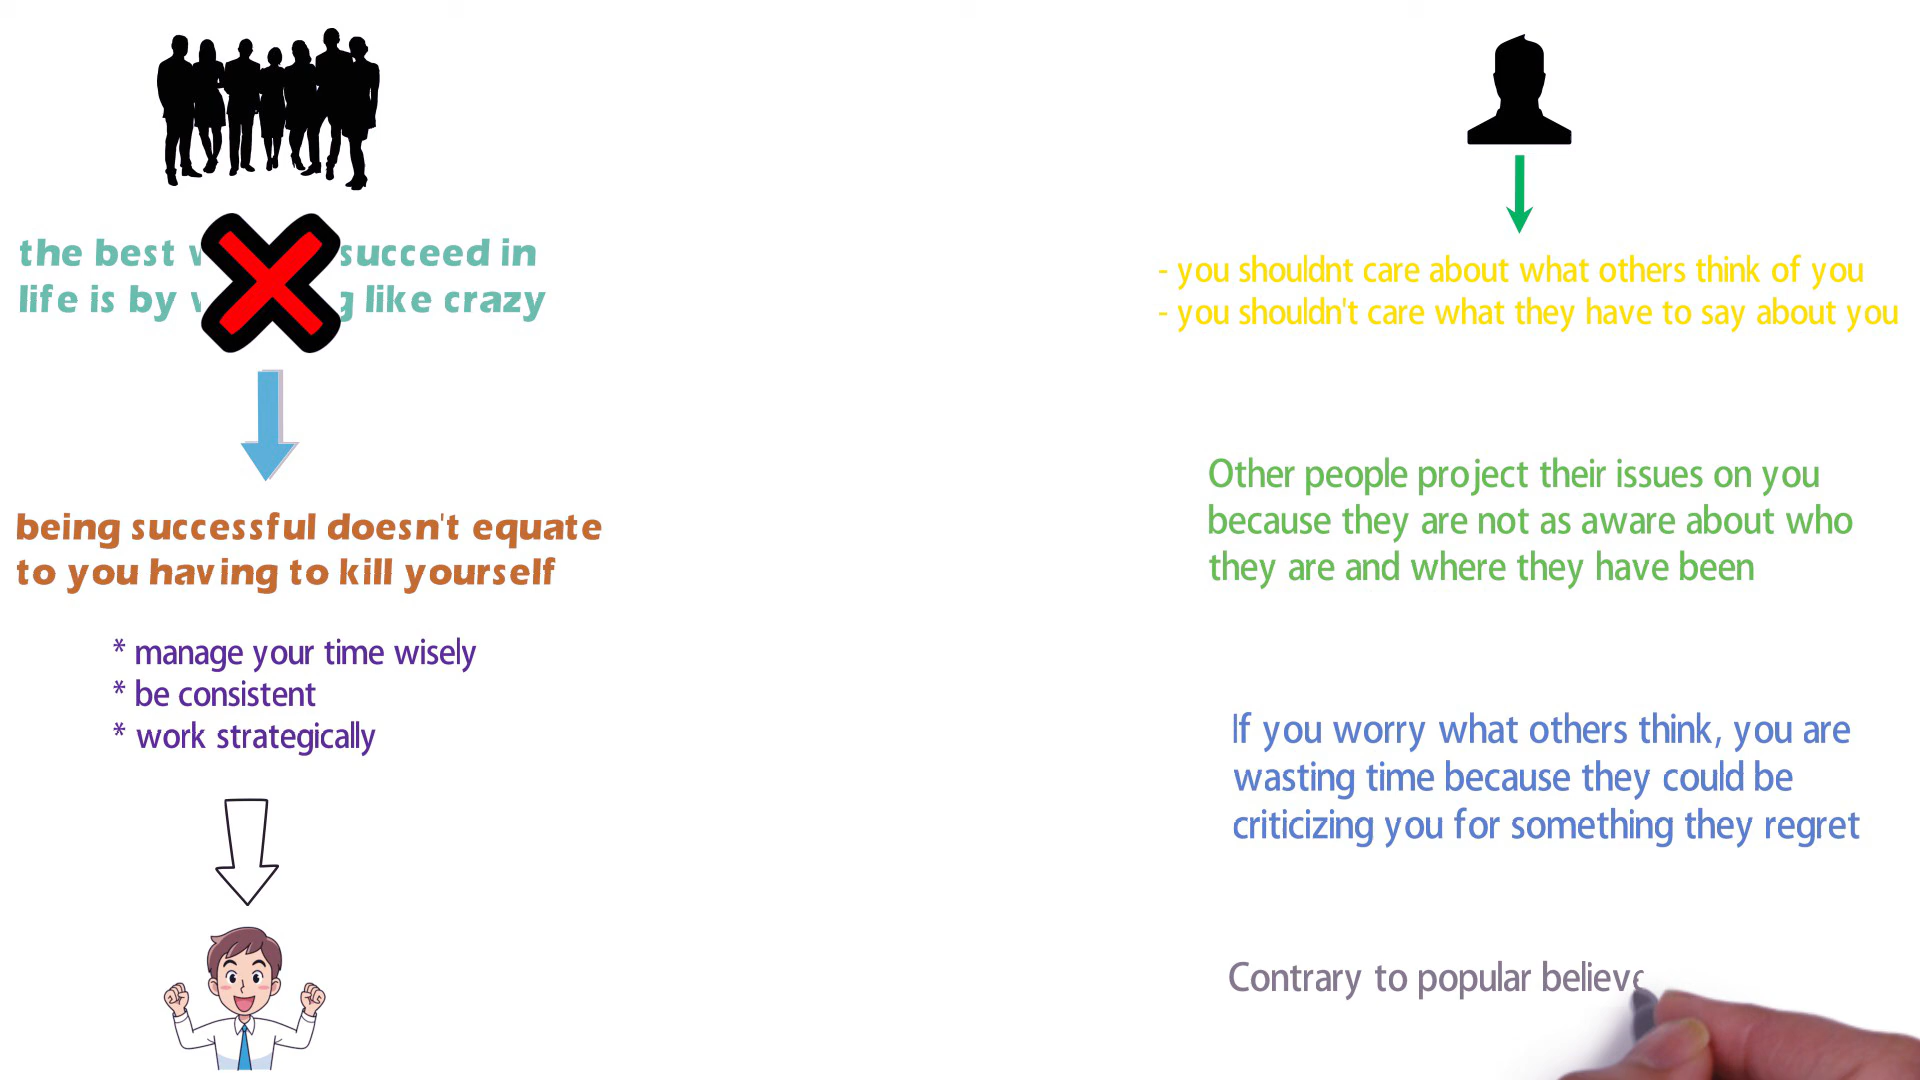 the best succeed in
life is by like crazy
being successful doesn't equate
to you having to kill yourself
* manage your time wisely
* be consistent
* work strategically
- you shouldnt care about what others think of you
- you shouldn't care what they have to say about you
Other people project their issues on you
because they are not as aware about who
they are and where they have been
If you worry what others think, you are
wasting time because they could be
criticizing you for something they regret
Contrary to popular believe